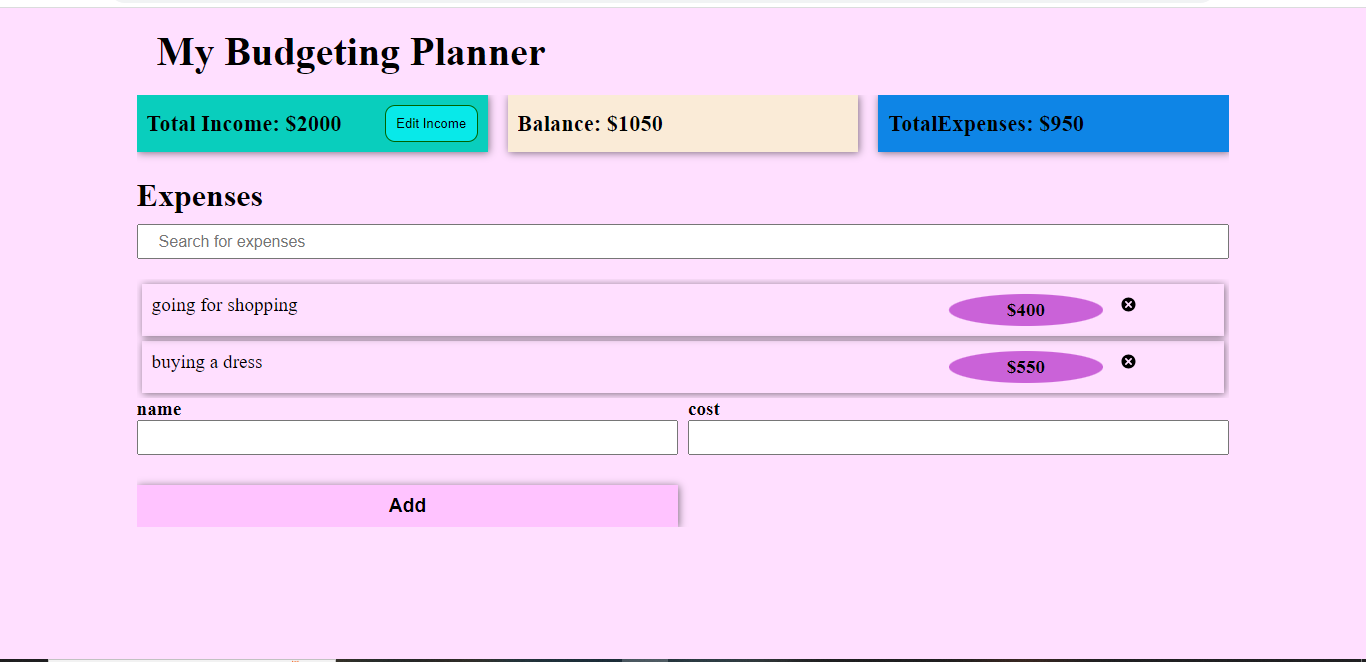 My Budgeting Planner
Total Income: $2000 Edit Income Balance: $1050 TotalExpenses: $950
Expenses
Search for expenses
going for shopping $400
buying a dress $550
name cost
Add